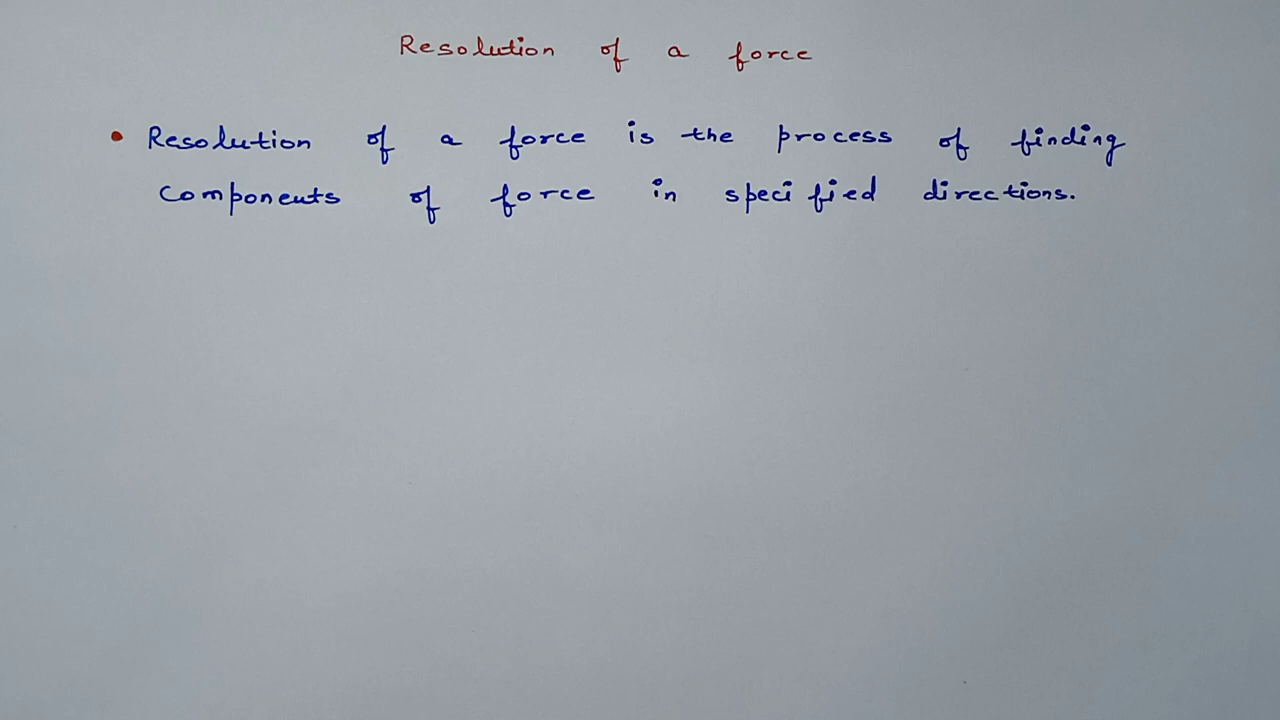 Resolution of a force
• Resolution of a force is the process of finding
components of force in specified directions.